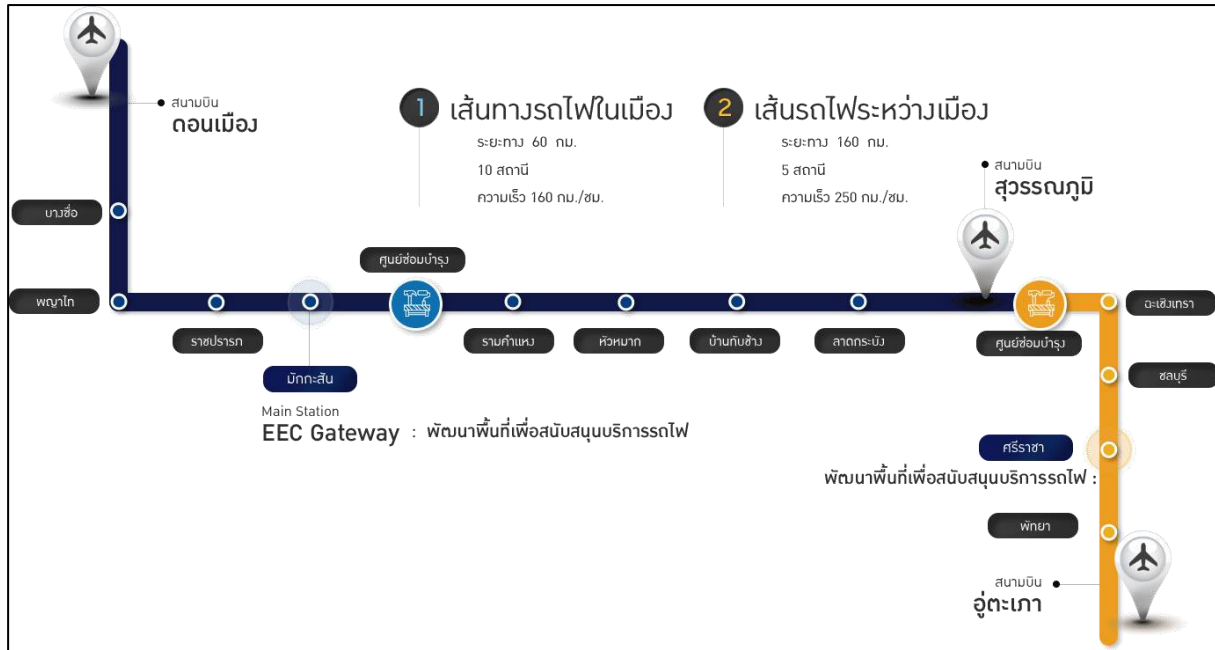 สนามบิน
ดอนเมือง
1 เส้นทางรถไฟในเมือง
ระยะทาง 60 กม.
10 สถานี
ความเร็ว 160 กม./ชม.
2 เส้นรถไฟระหว่างเมือง
ระยะทาง 160 กม.
5 สถานี
ความเร็ว 250 กม./ชม.
สนามบิน
สุวรรณภูมิ
บางซื่อ
ศูนย์ซ่อมบำรุง
พญาไท
ฉะเชิงเทรา
ราชปรารภ
รามคำแหง
หัวหมาก
บ้านทับช้าง
ลาดกระบัง
ศูนย์ซ่อมบำรุง
มักกะสัน
ชลบุรี
Main Station
EEC Gateway : พัฒนาพื้นที่เพื่อสนับสนุนบริการรถไฟ
ศรีราชา
พัฒนาพื้นที่เพื่อสนับสนุนบริการรถไฟ :
พัทยา
สนามบิน
อู่ตะเภา